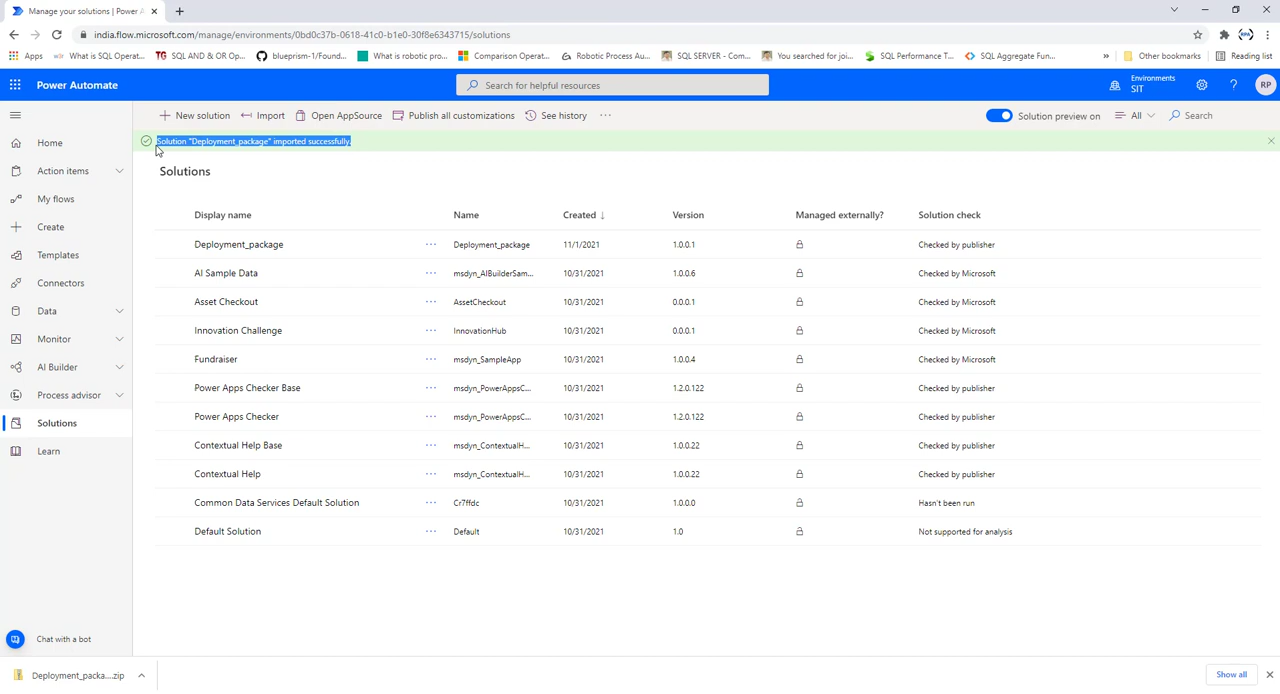 Manage your solutions | Power A
india.flow.microsoft.com/manage/environments/0bd0c37b-0618-41c0-b1e0-30f8e6343715/solutions
Apps What is SQL Operat... SQL AND & OR Op... blueprism-1/Found... What is robotic pro... Comparison Operat... Robotic Process Au... SQL SERVER - Com... You searched for joi... SQL Performance T... SQL Aggregate Fun... » Other bookmarks Reading list
Power Automate
Search for helpful resources
Environments
SIT
?
RP
New solution
Import
Open AppSource
Publish all customizations
See history
Solution preview on
All
Search
Solution "Deployment_package" imported successfully.
Home
Action items
My flows
Create
Templates
Connectors
Data
Monitor
AI Builder
Process advisor
Solutions
Learn
Chat with a bot
Solutions
Display name Name Created ↓ Version Managed externally? Solution check
Deployment_package ... Deployment_package 11/1/2021 1.0.0.1 Checked by publisher
AI Sample Data ... msdyn_AIBuilderSam... 10/31/2021 1.0.0.6 Checked by Microsoft
Asset Checkout ... AssetCheckout 10/31/2021 0.0.0.1 Checked by Microsoft
Innovation Challenge ... InnovationHub 10/31/2021 0.0.0.1 Checked by Microsoft
Fundraiser ... msdyn_SampleApp 10/31/2021 1.0.0.4 Checked by Microsoft
Power Apps Checker Base ... msdyn_PowerAppsC... 10/31/2021 1.2.0.122 Checked by publisher
Power Apps Checker ... msdyn_PowerAppsC... 10/31/2021 1.2.0.122 Checked by publisher
Contextual Help Base ... msdyn_ContextualH... 10/31/2021 1.0.0.22 Checked by publisher
Contextual Help ... msdyn_ContextualH... 10/31/2021 1.0.0.22 Checked by publisher
Common Data Services Default Solution ... Cr7ffdc 10/31/2021 1.0.0.0 Hasn't been run
Default Solution ... Default 10/31/2021 1.0 Not supported for analysis
Deployment_packa....zip
Show all